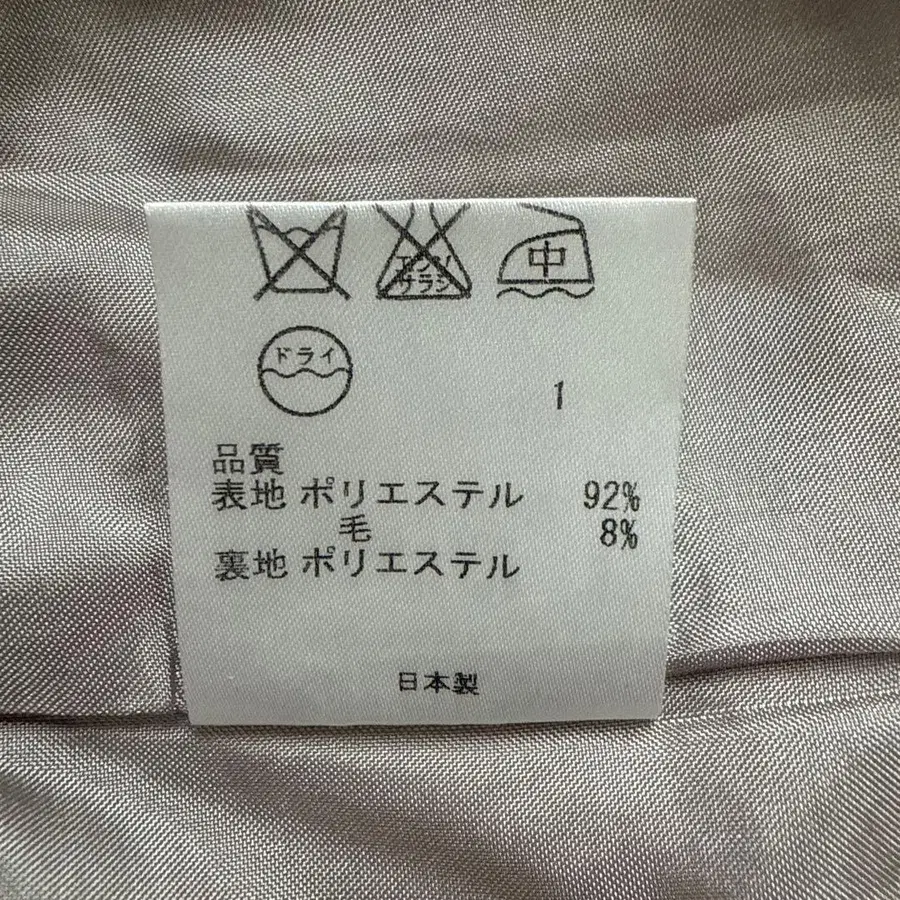 エンソサラシ
中
ドライ
1
品質
表地 ポリエステル 92%
毛 8%
裏地 ポリエステル
日本製